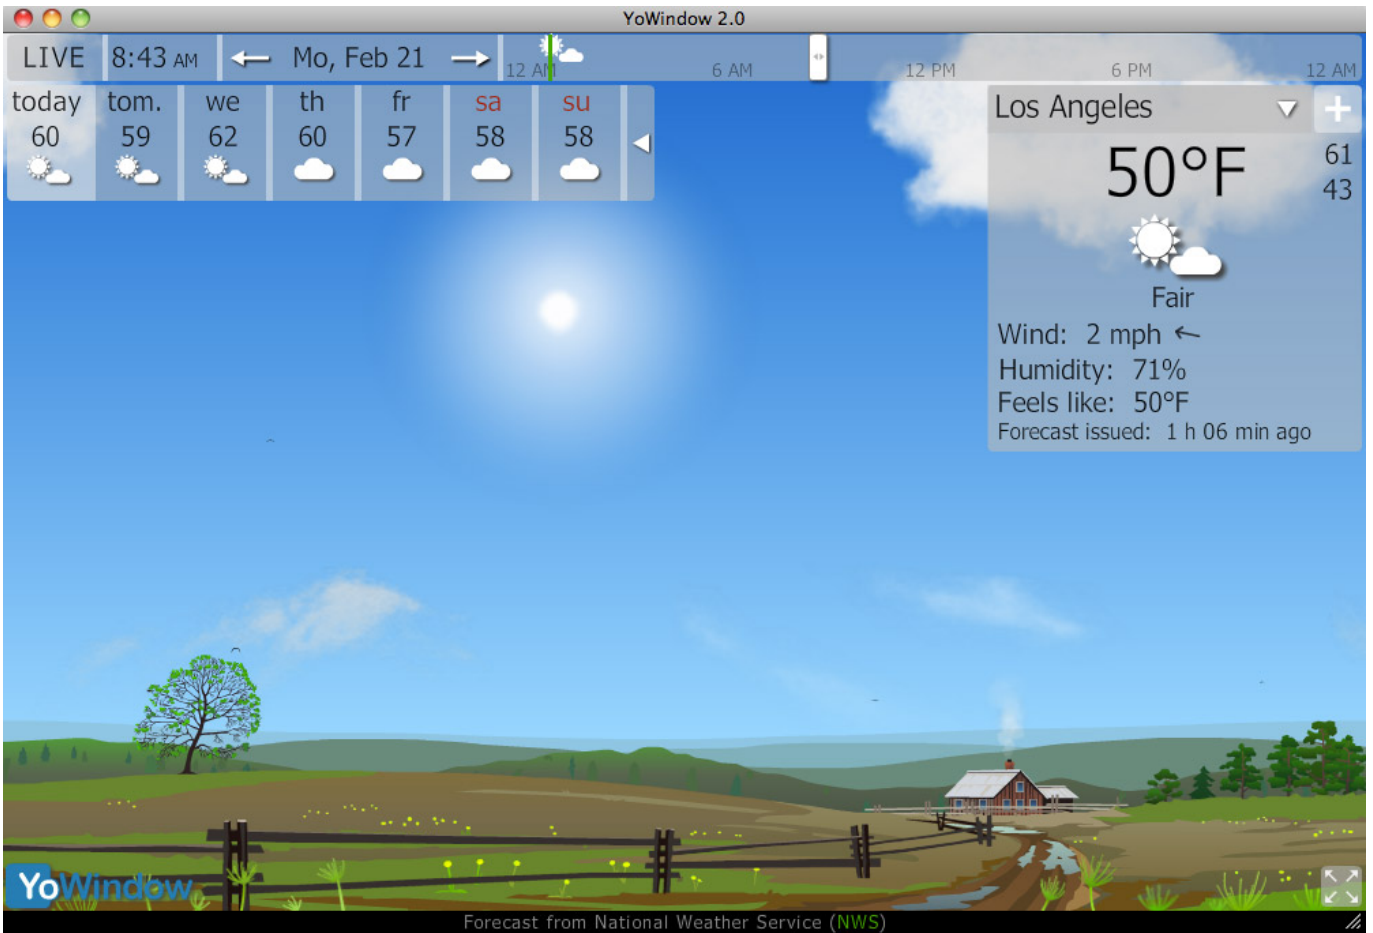 YoWindow 2.0
LIVE 8:43 AM Mo, Feb 21 12 AM 6 AM 12 PM 6 PM 12 AM
today tom. we th fr sa su
60 59 62 60 57 58 58
Los Angeles
50°F 61
43
Fair
Wind: 2 mph
Humidity: 71%
Feels like: 50°F
Forecast issued: 1 h 06 min ago
YoWindow
Forecast from National Weather Service (NWS)